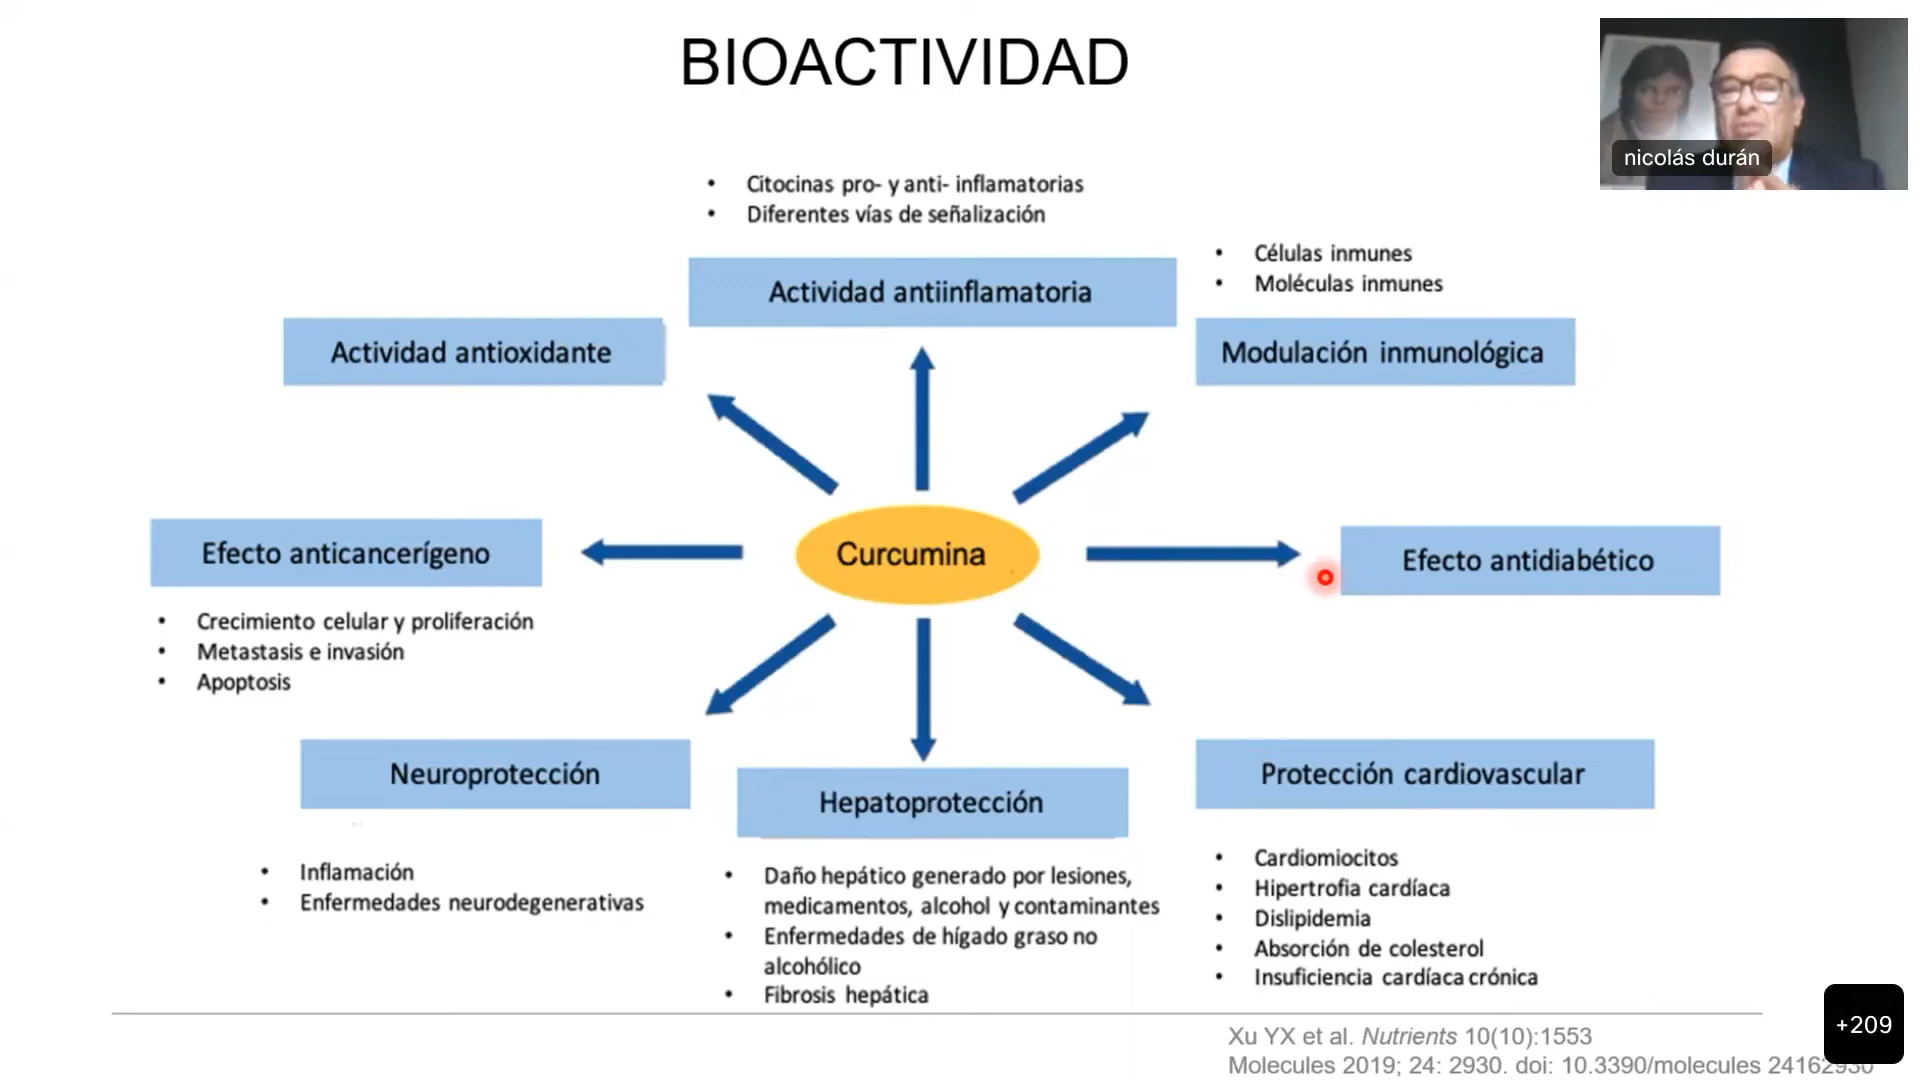 BIOACTIVIDAD
nicolás durán
• Citocinas pro- y anti- inflamatorias
• Diferentes vías de señalización
• Células inmunes
• Moléculas inmunes
Actividad antiinflamatoria
Actividad antioxidante
Modulación inmunológica
Efecto anticancerígeno
Curcumina
Efecto antidiabético
• Crecimiento celular y proliferación
• Metastasis e invasión
• Apoptosis
Neuroprotección
Hepatoprotección
Protección cardiovascular
• Inflamación
• Enfermedades neurodegenerativas
• Daño hepático generado por lesiones,
medicamentos, alcohol y contaminantes
• Enfermedades de hígado graso no
alcohólico
• Fibrosis hepática
• Cardiomiocitos
• Hipertrofia cardíaca
• Dislipidemia
• Absorción de colesterol
• Insuficiencia cardíaca crónica
+209
Xu YX et al. Nutrients 10(10):1553
Molecules 2019; 24: 2930. doi: 10.3390/molecules 24162930